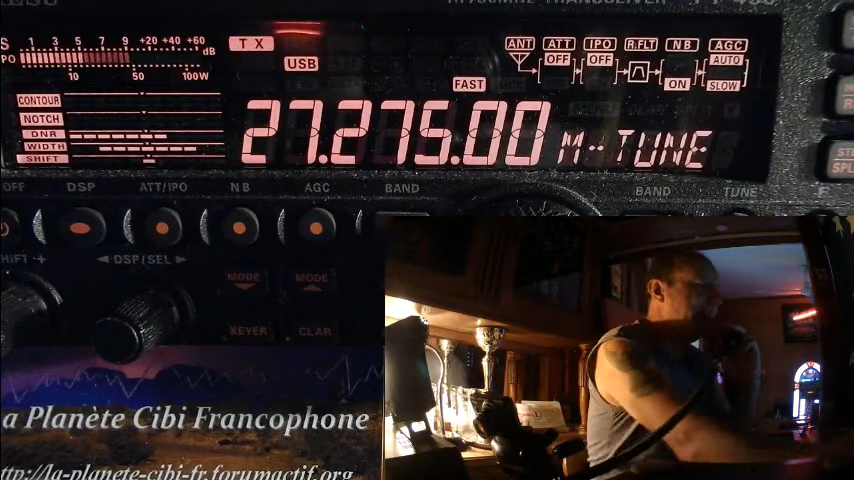 S 1 3 5 7 9 +20 +40 +60 dB
PO 10 50 100W
TX
USB
FAST
ANT ATT IPO R.FLT NB AGC
OFF OFF AUTO
ON SLOW
CONTOUR
NOTCH
DNR
WIDTH
SHIFT
27.275.00 M-TUNE
OFF DSP ATT/IPO NB AGC BAND BAND TUNE
DSP/SEL
MODE MODE
KEYER CLAR
a Planète Cibi Francophone
http://la-planete-cibi-fr.forumactif.org